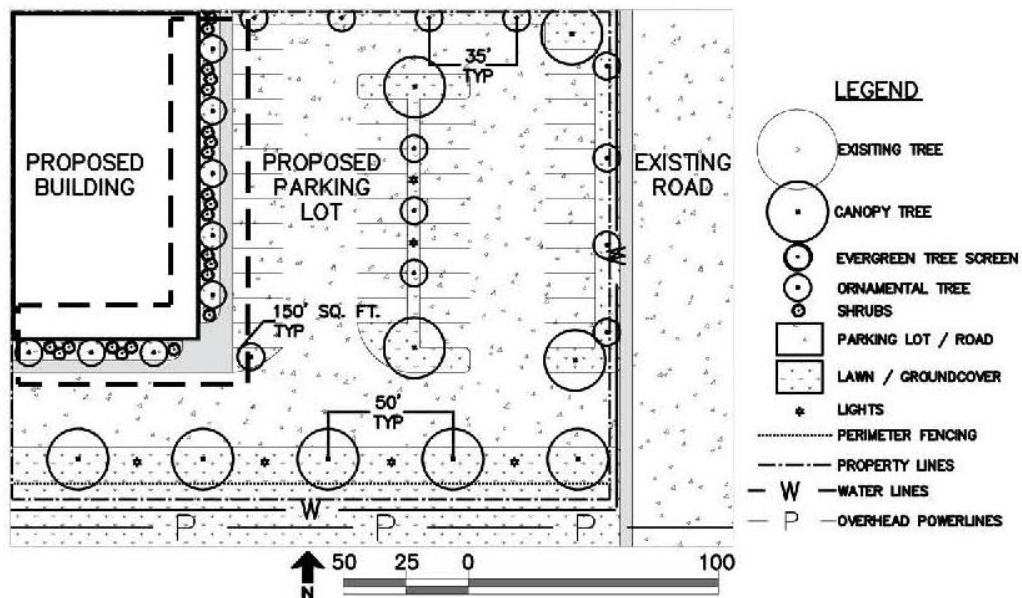 35'
TYP
PROPOSED
BUILDING
PROPOSED
PARKING
LOT
EXISTING
ROAD
W
150' SQ. FT.
TYP
50'
TYP
W
P
P
P
N
50 25 0 100
LEGEND
EXISITING TREE
CANOPY TREE
EVERGREEN TREE SCREEN
ORNAMENTAL TREE
SHRUBS
PARKING LOT / ROAD
LAWN / GROUNDCOVER
LIGHTS
PERIMETER FENCING
PROPERTY LINES
W WATER LINES
P OVERHEAD POWERLINES